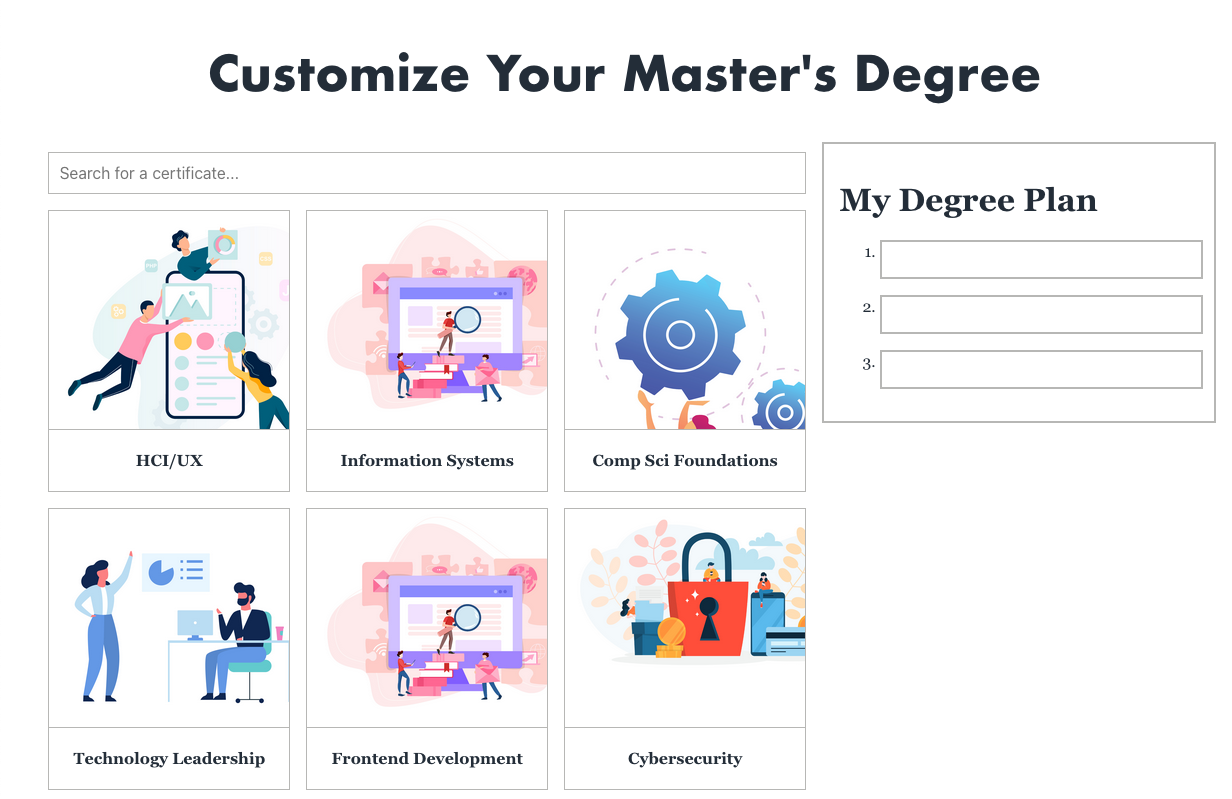 Customize Your Master's Degree
Search for a certificate...
HCI/UX
Information Systems
Comp Sci Foundations
Technology Leadership
Frontend Development
Cybersecurity
My Degree Plan
1.
2.
3.